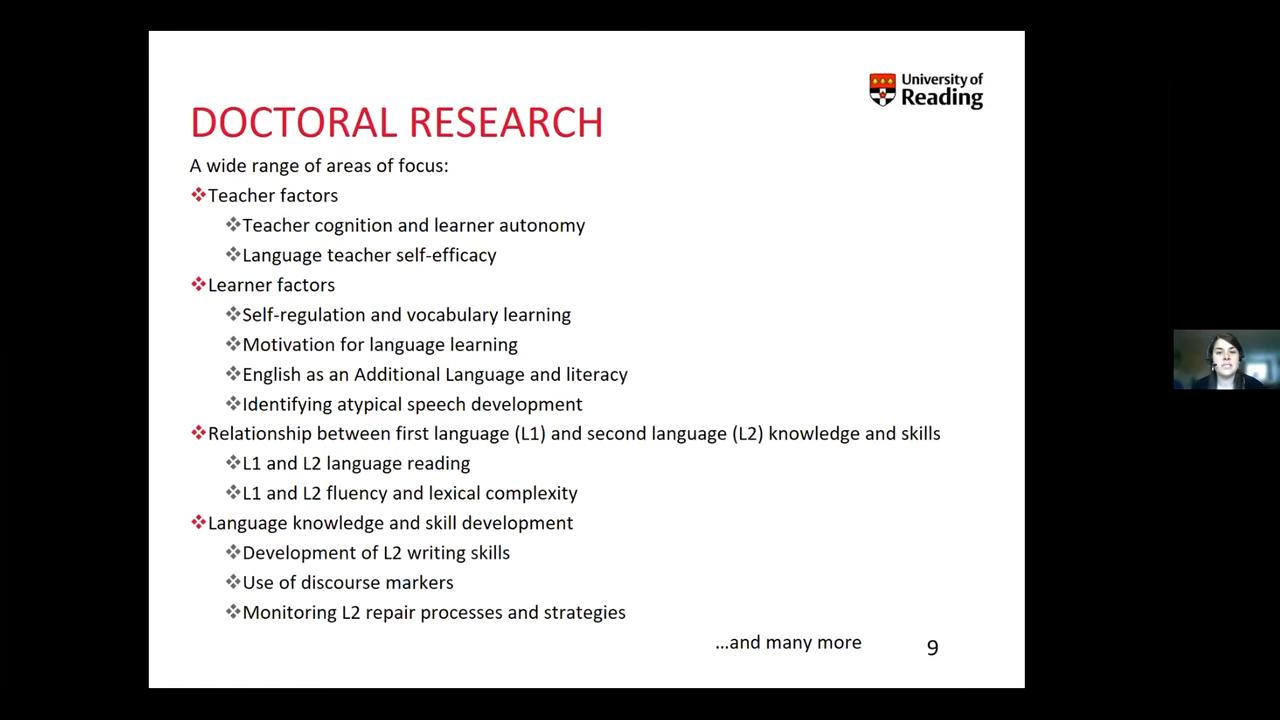 University of
Reading
DOCTORAL RESEARCH
A wide range of areas of focus:
Teacher factors
Teacher cognition and learner autonomy
Language teacher self-efficacy
Learner factors
Self-regulation and vocabulary learning
Motivation for language learning
English as an Additional Language and literacy
Identifying atypical speech development
Relationship between first language (L1) and second language (L2) knowledge and skills
L1 and L2 language reading
L1 and L2 fluency and lexical complexity
Language knowledge and skill development
Development of L2 writing skills
Use of discourse markers
Monitoring L2 repair processes and strategies
...and many more
9